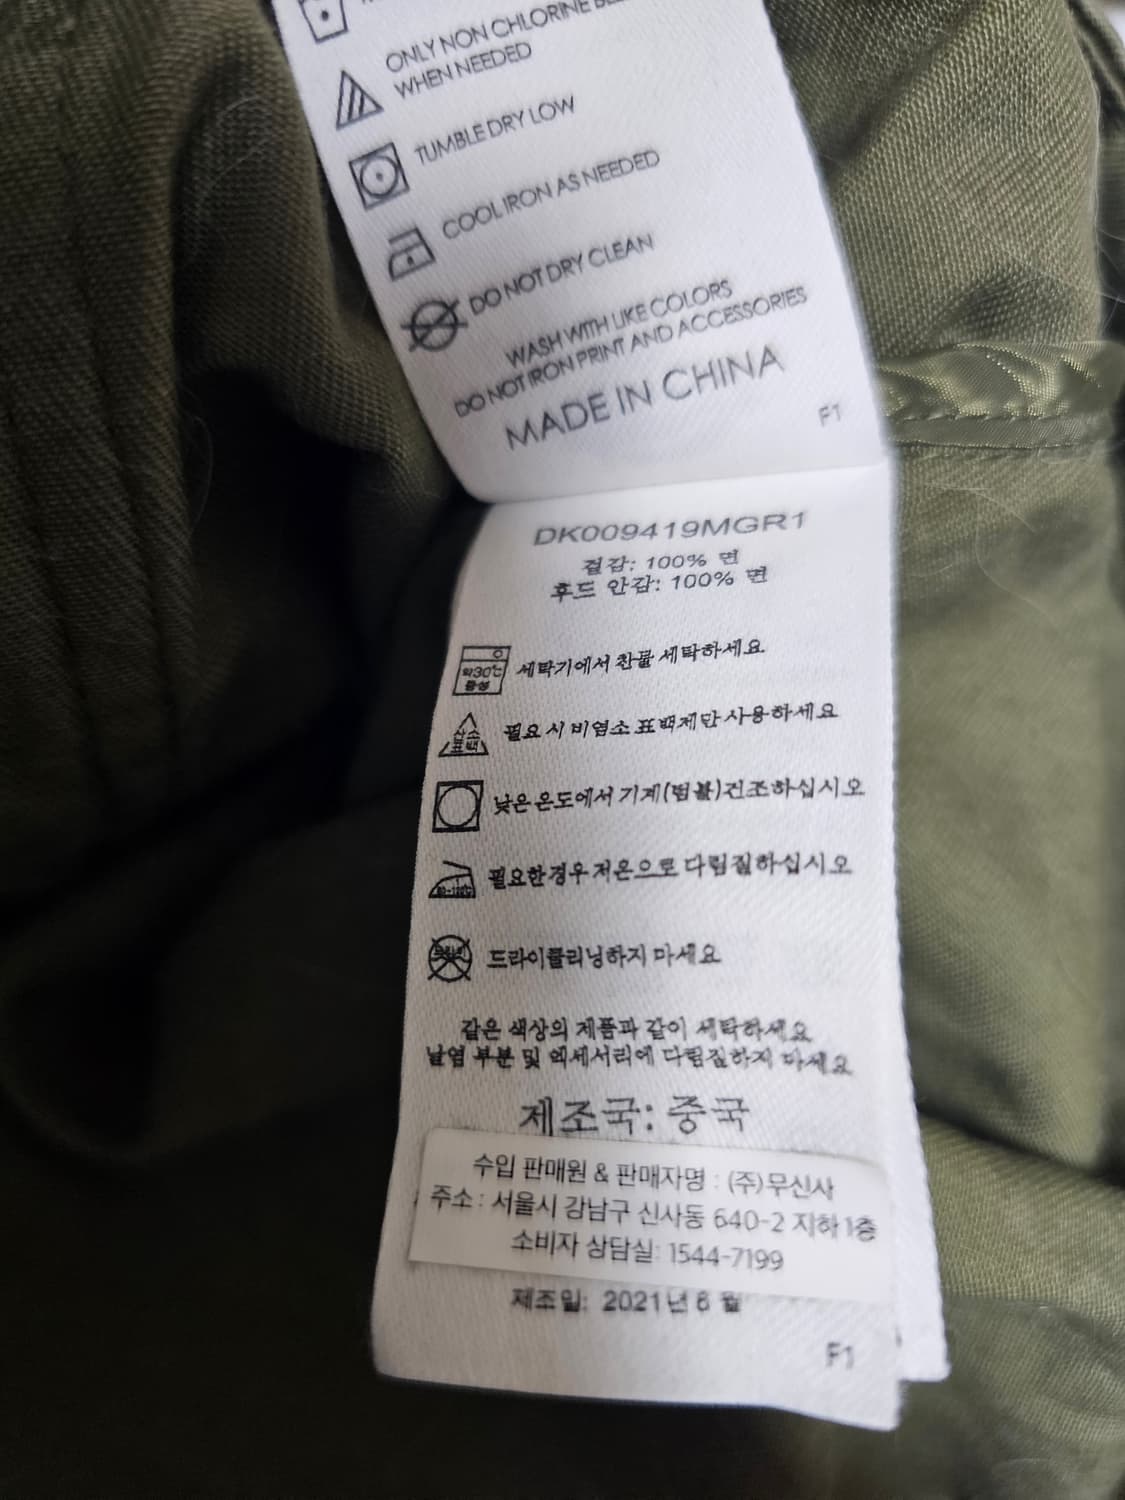 ONLY NON CHLORINE
WHEN NEEDED
TUMBLE DRY LOW
COOL IRON AS NEEDED
DO NOT DRY CLEAN
WASH WITH LIKE COLORS
DO NOT IRON PRINT AND ACCESSORIES
MADE IN CHINA
F1
DK009419MGR1
겉감: 100% 면
후드 안감: 100% 면
약30℃
중성
세탁기에서 찬물 세탁하세요
산소
표백
필요 시 비염소 표백제만 사용하세요
낮은 온도에서 기계(텀블)건조하십시오
필요한 경우 저온으로 다림질하십시오
드라이클리닝하지 마세요
같은 색상의 제품과 같이 세탁하세요
날염 부분 및 액세서리에 다림질하지 마세요
제조국: 중국
수입 판매원 & 판매자명 : (주)무신사
주소 : 서울시 강남구 신사동 640-2 지하 1층
소비자 상담실: 1544-7199
제조일: 2021년 6 월
F1